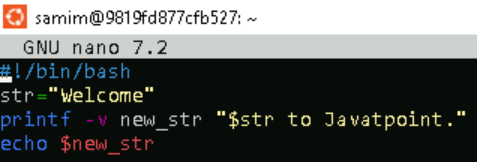 samim@9819fd877cfb527: ~
GNU nano 7.2
#!/bin/bash
str="Welcome"
printf -v new_str "$str to Javatpoint."
echo $new_str